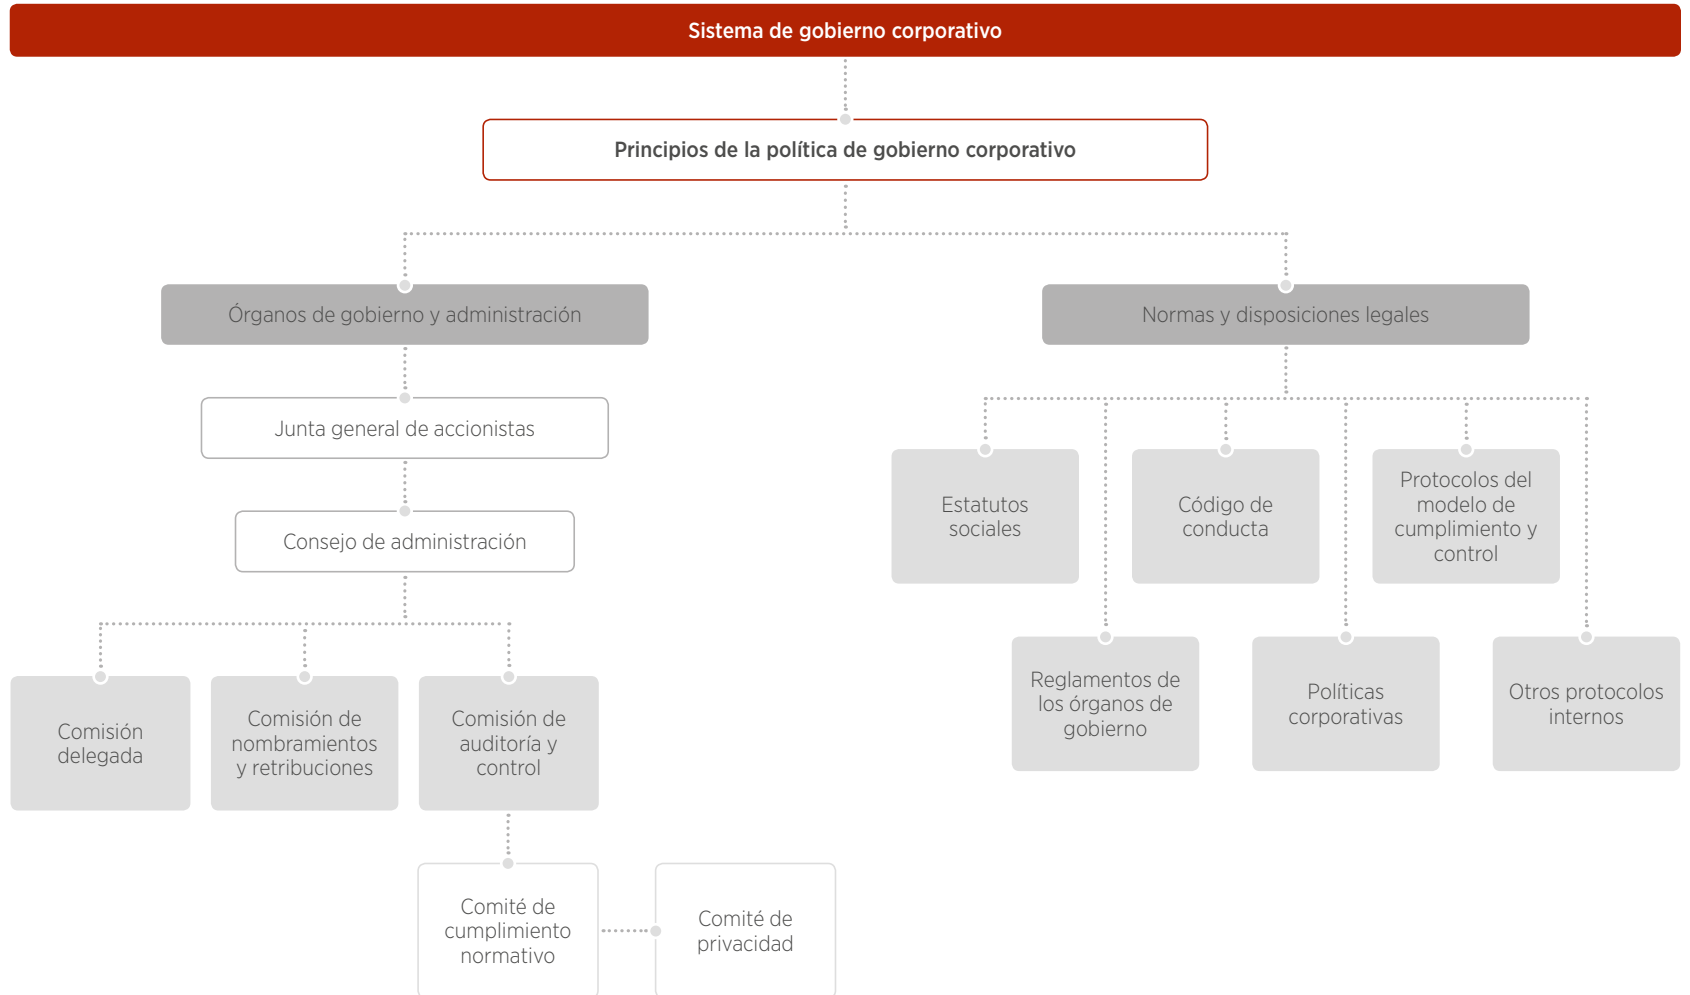 Sistema de gobierno corporativo
Principios de la política de gobierno corporativo
Órganos de gobierno y administración
Normas y disposiciones legales
Junta general de accionistas
Consejo de administración
Comisión
delegada
Comisión de
nombramientos
y retribuciones
Comisión de
auditoría y
control
Comité de
cumplimiento
normativo
Comité de
privacidad
Estatutos
sociales
Código de
conducta
Protocolos del
modelo de
cumplimiento y
control
Reglamentos de
los órganos de
gobierno
Políticas
corporativas
Otros protocolos
internos